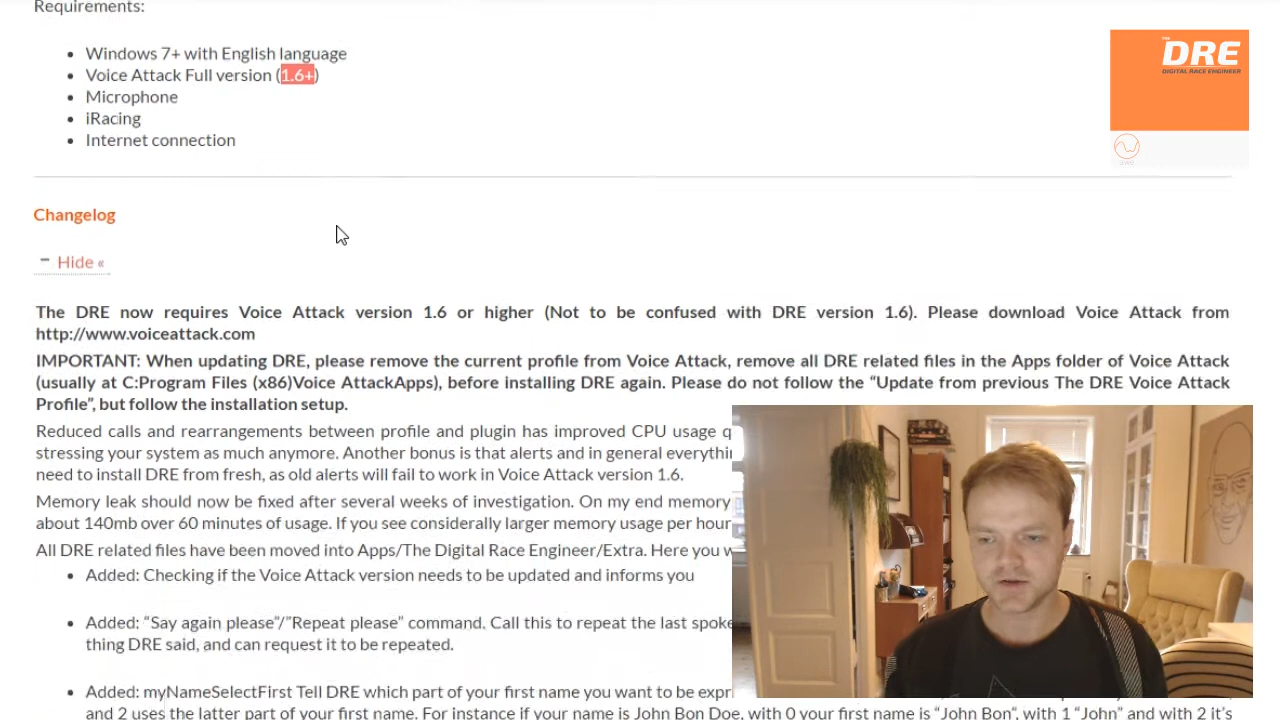 Requirements:
Windows 7+ with English language
Voice Attack Full version (1.6+)
Microphone
iRacing
Internet connection
THE
DRE
DIGITAL RACE ENGINEER
Changelog
Hide «
The DRE now requires Voice Attack version 1.6 or higher (Not to be confused with DRE version 1.6). Please download Voice Attack from
http://www.voiceattack.com
IMPORTANT: When updating DRE, please remove the current profile from Voice Attack, remove all DRE related files in the Apps folder of Voice Attack
(usually at C:Program Files (x86)Voice AttackApps), before installing DRE again. Please do not follow the “Update from previous The DRE Voice Attack
Profile”, but follow the installation setup.
Reduced calls and rearrangements between profile and plugin has improved CPU usage q
stressing your system as much anymore. Another bonus is that alerts and in general everythi
need to install DRE from fresh, as old alerts will fail to work in Voice Attack version 1.6.
Memory leak should now be fixed after several weeks of investigation. On my end memory
about 140mb over 60 minutes of usage. If you see considerally larger memory usage per hour
All DRE related files have been moved into Apps/The Digital Race Engineer/Extra. Here you w
Added: Checking if the Voice Attack version needs to be updated and informs you
Added: “Say again please”/”Repeat please” command. Call this to repeat the last spoke
thing DRE said, and can request it to be repeated.
Added: myNameSelectFirst Tell DRE which part of your first name you want to be expr
and 2 uses the latter part of your first name. For instance if your name is John Bon Doe, with 0 your first name is “John Bon“, with 1 “John” and with 2 it’s